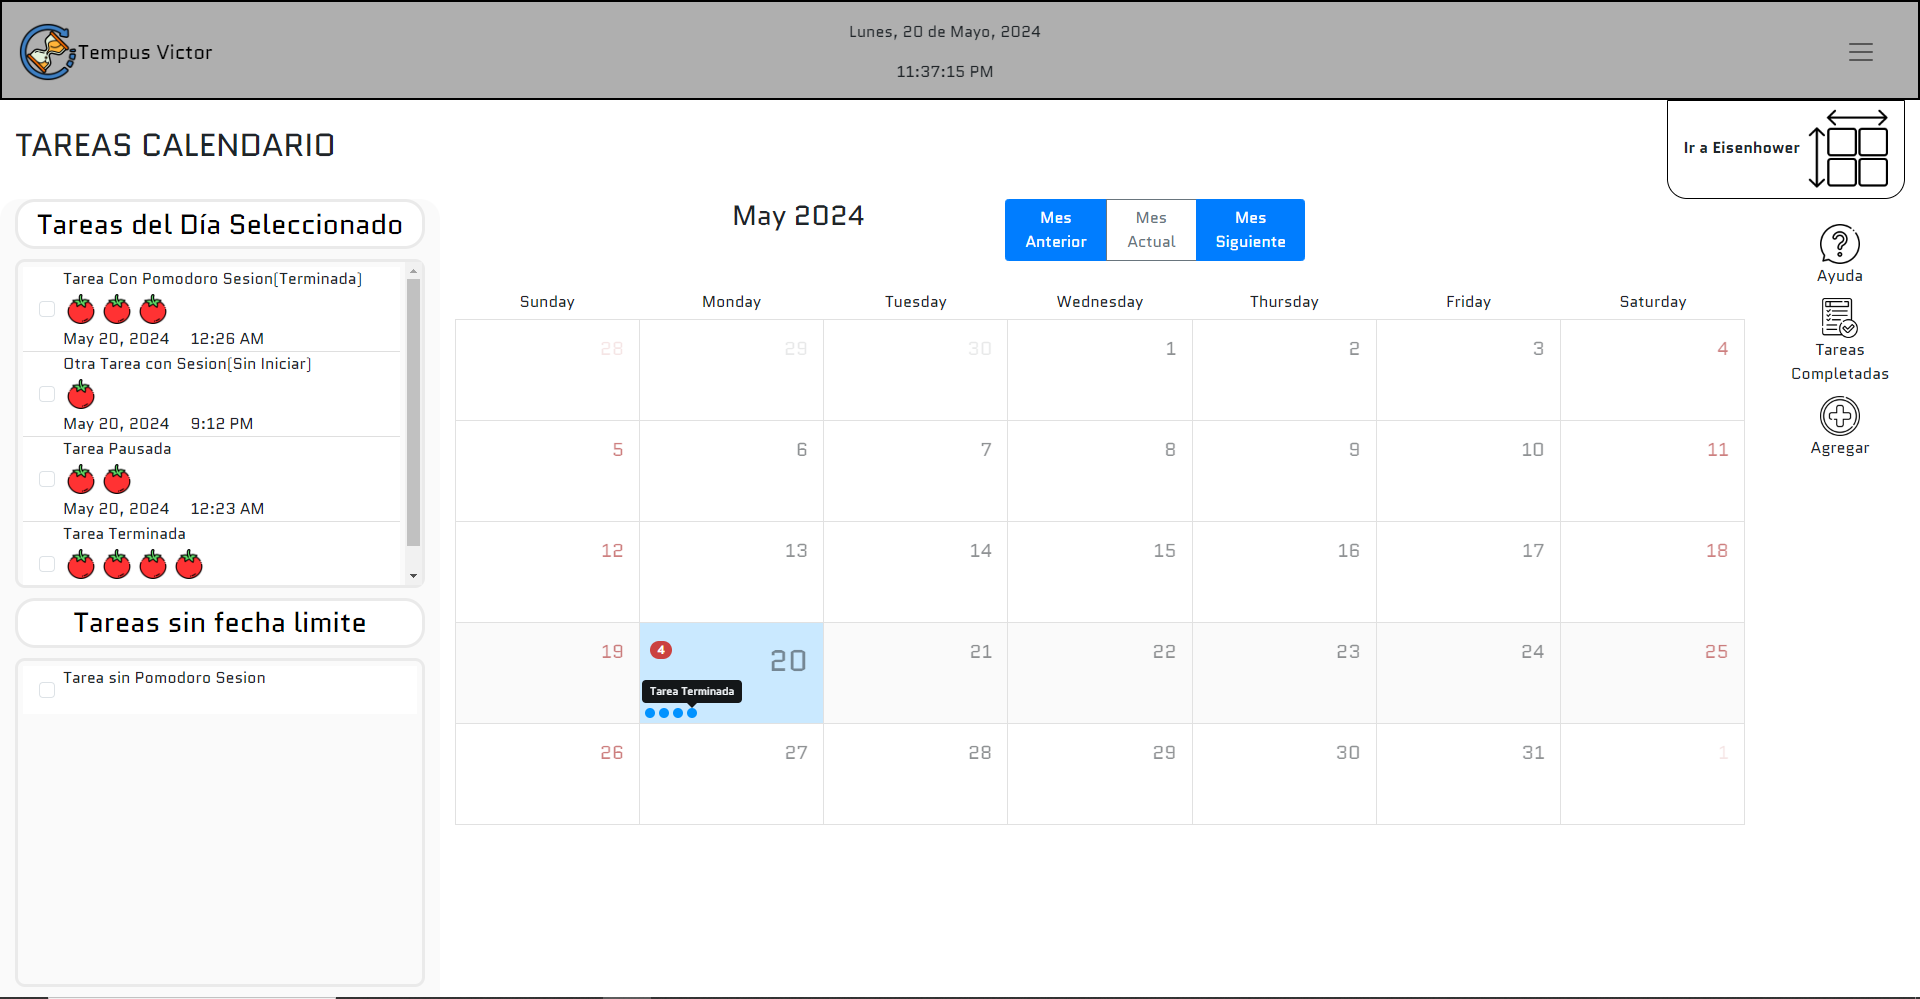 Tempus Victor
Lunes, 20 de Mayo, 2024
11:37:15 PM
TAREAS CALENDARIO
Ir a Eisenhower
Tareas del Día Seleccionado
Tarea Con Pomodoro Sesion(Terminada)
May 20, 2024 12:26 AM
Otra Tarea con Sesion(Sin Iniciar)
May 20, 2024 9:12 PM
Tarea Pausada
May 20, 2024 12:23 AM
Tarea Terminada
Tareas sin fecha limite
Tarea sin Pomodoro Sesion
May 2024
Mes
Anterior
Mes
Actual
Mes
Siguiente
Sunday Monday Tuesday Wednesday Thursday Friday Saturday
28 29 30 1 2 3 4
5 6 7 8 9 10 11
12 13 14 15 16 17 18
19 4 20 21 22 23 24 25
Tarea Terminada
26 27 28 29 30 31 1
Ayuda
Tareas
Completadas
Agregar